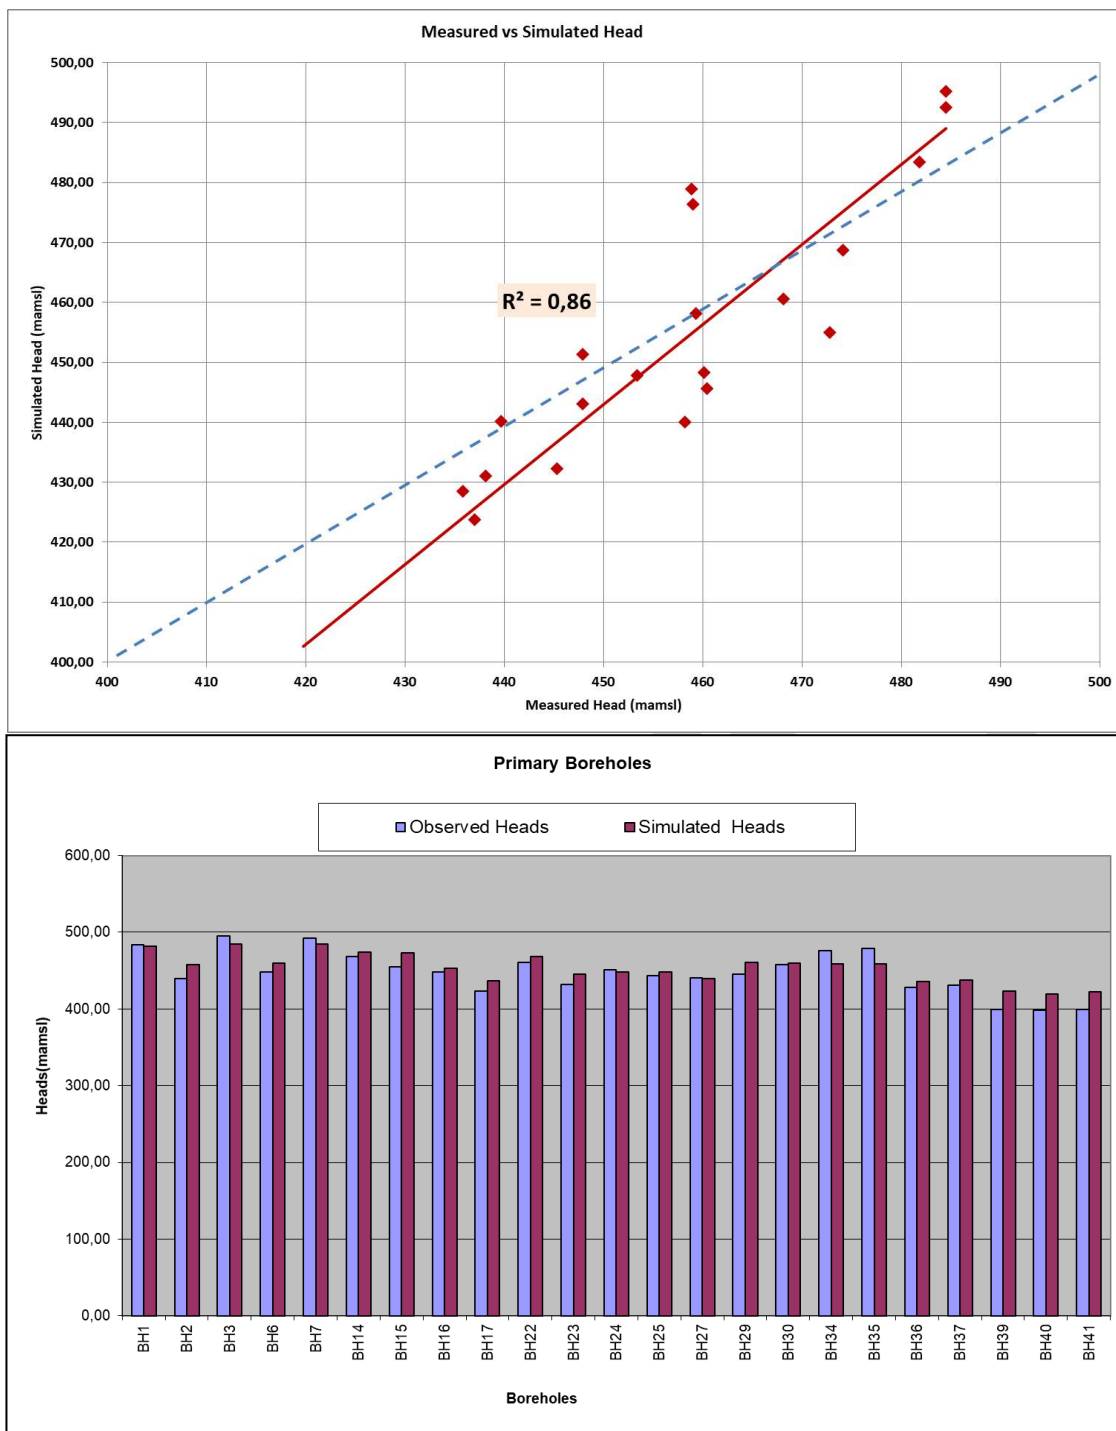 Measured vs Simulated Head
500,00
490,00
480,00
470,00
460,00
450,00
440,00
430,00
420,00
410,00
400,00
Simulated Head (mamsl)
R² = 0,86
400 410 420 430 440 450 460 470 480 490 500
Measured Head (mamsl)
Primary Boreholes
Observed Heads Simulated Heads
600,00
500,00
400,00
300,00
200,00
100,00
0,00
Heads(mamsl)
BH1 BH2 BH3 BH6 BH7 BH14 BH15 BH16 BH17 BH22 BH23 BH24 BH25 BH27 BH29 BH30 BH34 BH35 BH36 BH37 BH39 BH40 BH41
Boreholes